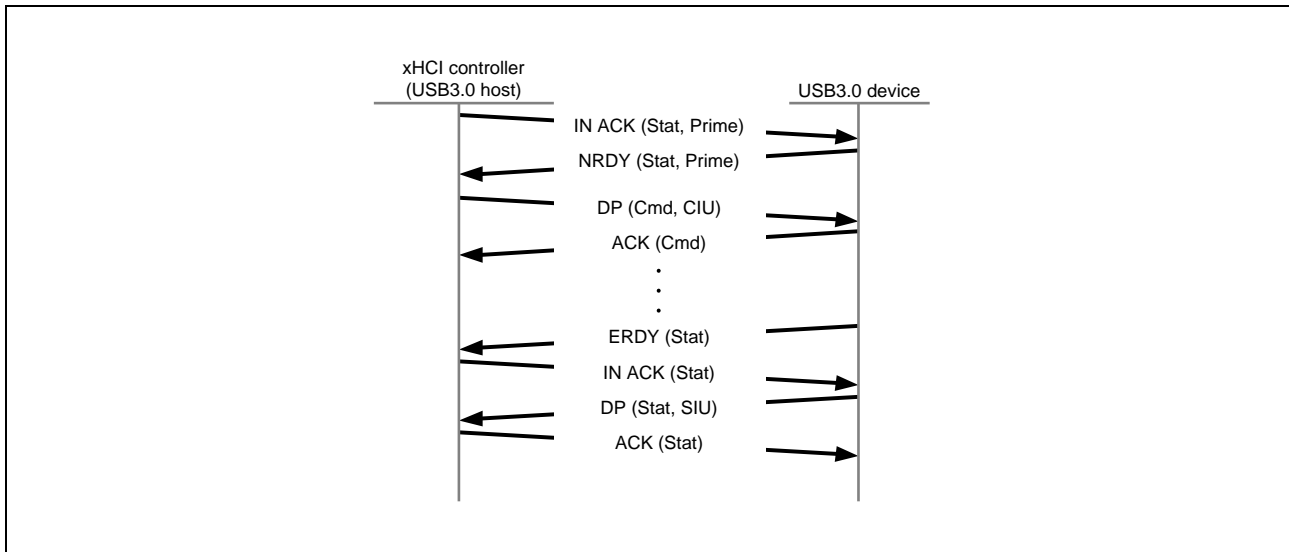 xHCI controller
(USB3.0 host)
USB3.0 device
IN ACK (Stat, Prime)
NRDY (Stat, Prime)
DP (Cmd, CIU)
ACK (Cmd)
.
.
.
ERDY (Stat)
IN ACK (Stat)
DP (Stat, SIU)
ACK (Stat)